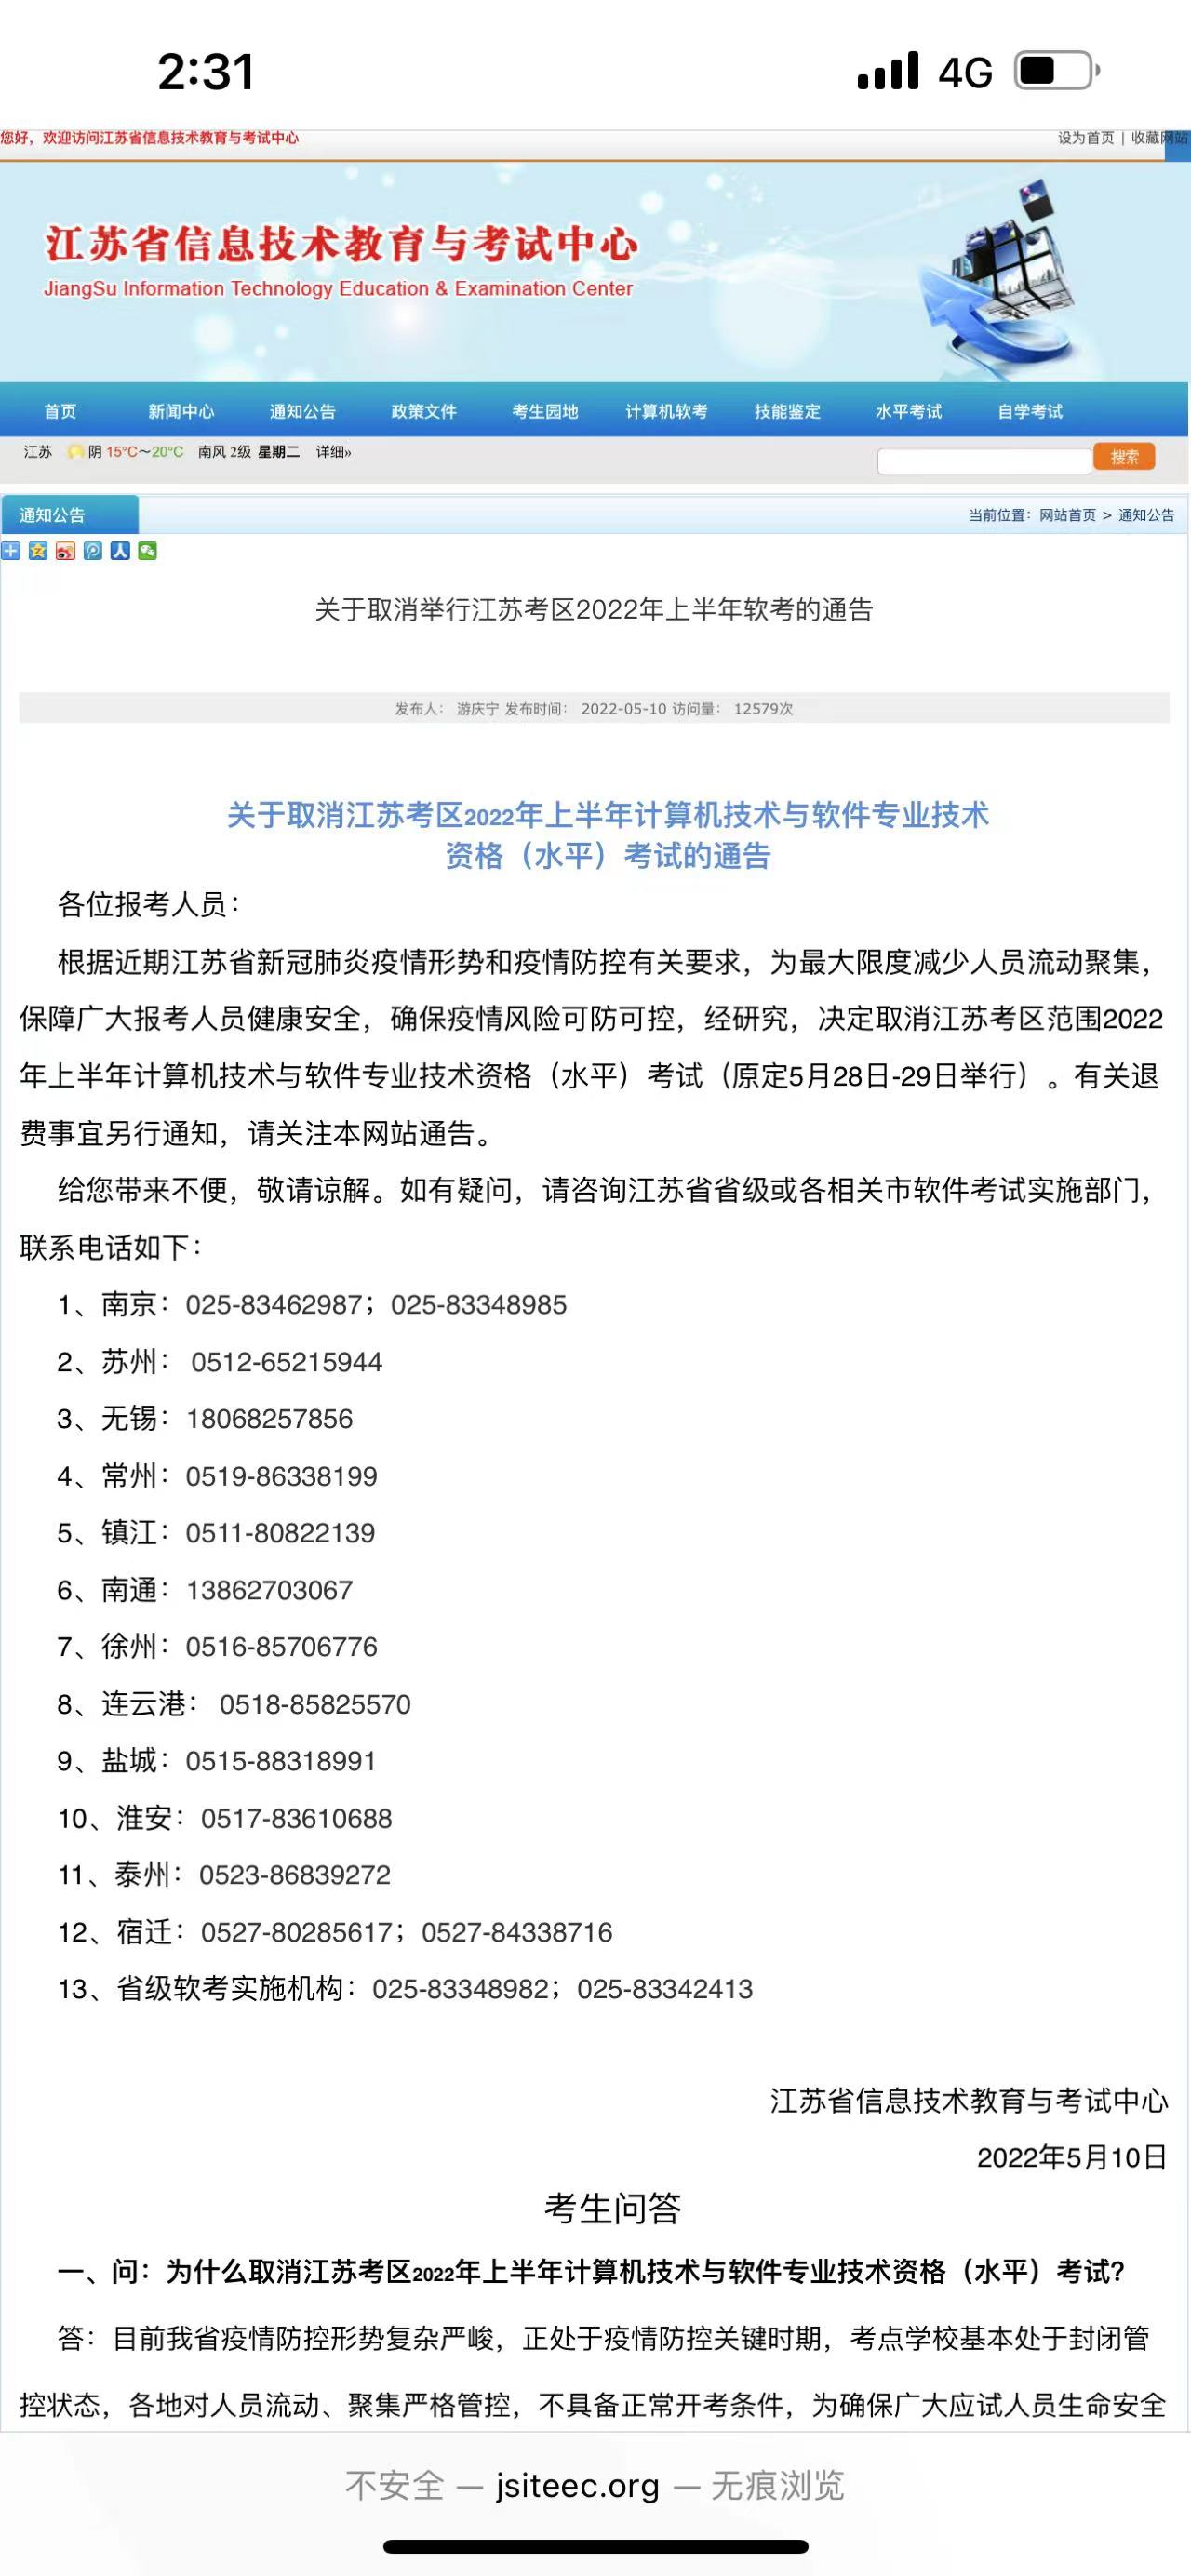 2:31
4G
您好，欢迎访问江苏省信息技术教育与考试中心
设为首页 | 收藏网站
江苏省信息技术教育与考试中心
JiangSu Information Technology Education & Examination Center
首页 新闻中心 通知公告 政策文件 考生园地 计算机软考 技能鉴定 水平考试 自学考试
江苏 阴 15°C～20°C 南风 2级 星期二 详细»
搜索
通知公告
当前位置：网站首页 > 通知公告
关于取消举行江苏考区2022年上半年软考的通告
发布人： 游庆宁 发布时间： 2022-05-10 访问量： 12579次
关于取消江苏考区2022年上半年计算机技术与软件专业技术
资格（水平）考试的通告
各位报考人员：
根据近期江苏省新冠肺炎疫情形势和疫情防控有关要求，为最大限度减少人员流动聚集，
保障广大报考人员健康安全，确保疫情风险可防可控，经研究，决定取消江苏考区范围2022
年上半年计算机技术与软件专业技术资格（水平）考试（原定5月28日-29日举行）。有关退
费事宜另行通知，请关注本网站通告。
给您带来不便，敬请谅解。如有疑问，请咨询江苏省省级或各相关市软件考试实施部门，
联系电话如下：
1、南京：025-83462987；025-83348985
2、苏州： 0512-65215944
3、无锡：18068257856
4、常州：0519-86338199
5、镇江：0511-80822139
6、南通：13862703067
7、徐州：0516-85706776
8、连云港： 0518-85825570
9、盐城：0515-88318991
10、淮安：0517-83610688
11、泰州：0523-86839272
12、宿迁：0527-80285617；0527-84338716
13、省级软考实施机构：025-83348982；025-83342413
江苏省信息技术教育与考试中心
2022年5月10日
考生问答
一、问：为什么取消江苏考区2022年上半年计算机技术与软件专业技术资格（水平）考试?
答：目前我省疫情防控形势复杂严峻，正处于疫情防控关键时期，考点学校基本处于封闭管
控状态，各地对人员流动、聚集严格管控，不具备正常开考条件，为确保广大应试人员生命安全
不安全 — jsiteec.org — 无痕浏览